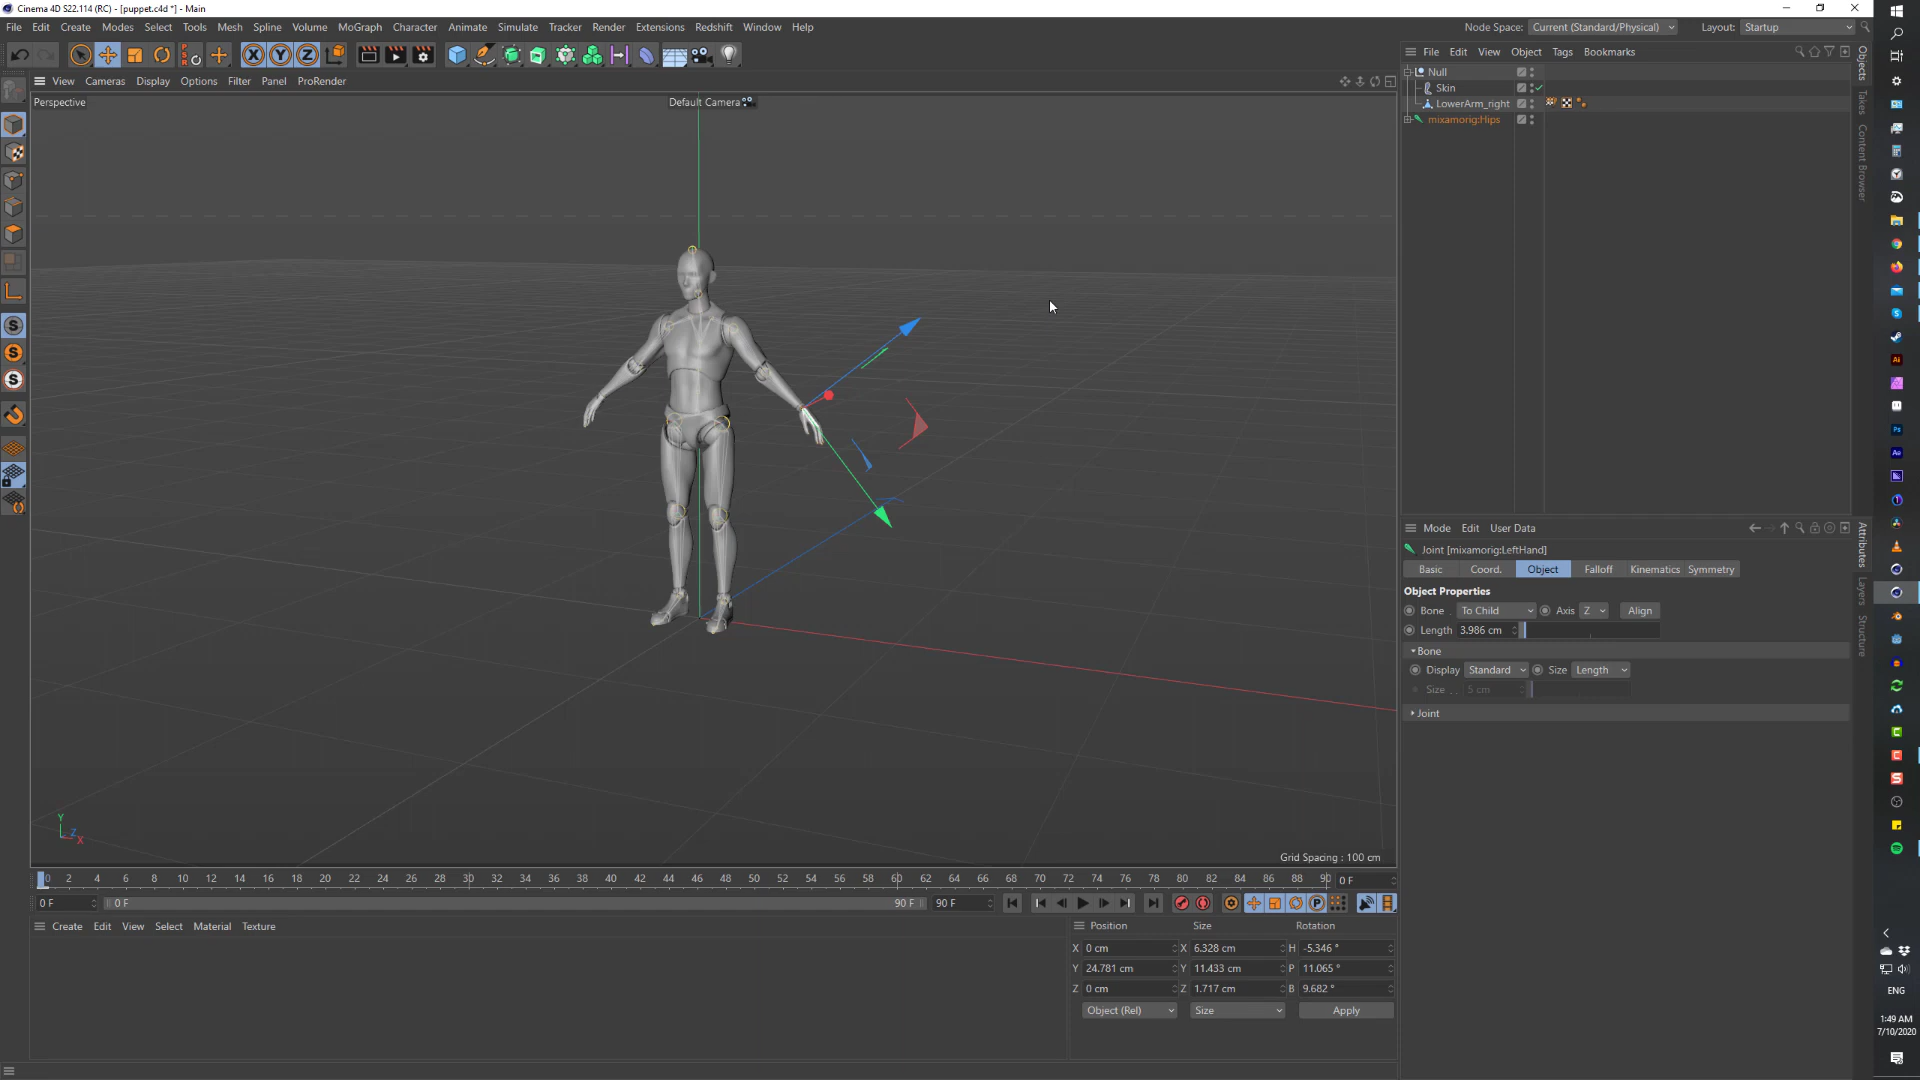 Cinema 4D S22.114 (RC) - [puppet.c4d *] - Main
File Edit Create Modes Select Tools Mesh Spline Volume MoGraph Character Animate Simulate Tracker Render Extensions Redshift Window Help
Node Space: Current (Standard/Physical) Layout: Startup
File Edit View Object Tags Bookmarks
View Cameras Display Options Filter Panel ProRender
Perspective
Default Camera
Null
Skin
LowerArm_right
mixamorig:Hips
Objects
Takes
Content Browser
Mode Edit User Data
Joint [mixamorig:LeftHand]
Basic Coord. Object Falloff Kinematics Symmetry
Object Properties
Bone . To Child Axis Z Align
Length 3.986 cm
Bone
Display Standard Size Length
Size . . 5 cm
Joint
Attributes
Layers
Structure
Y
Z
X
Grid Spacing : 100 cm
0 2 4 6 8 10 12 14 16 18 20 22 24 26 28 30 32 34 36 38 40 42 44 46 48 50 52 54 56 58 60 62 64 66 68 70 72 74 76 78 80 82 84 86 88 90 0 F
0 F 0 F 90 F 90 F
Create Edit View Select Material Texture
Position Size Rotation
X 0 cm X 6.328 cm H -5.346 °
Y 24.781 cm Y 11.433 cm P 11.065 °
Z 0 cm Z 1.717 cm B 9.682 °
Object (Rel) Size Apply
ENG
1:49 AM
7/10/2020